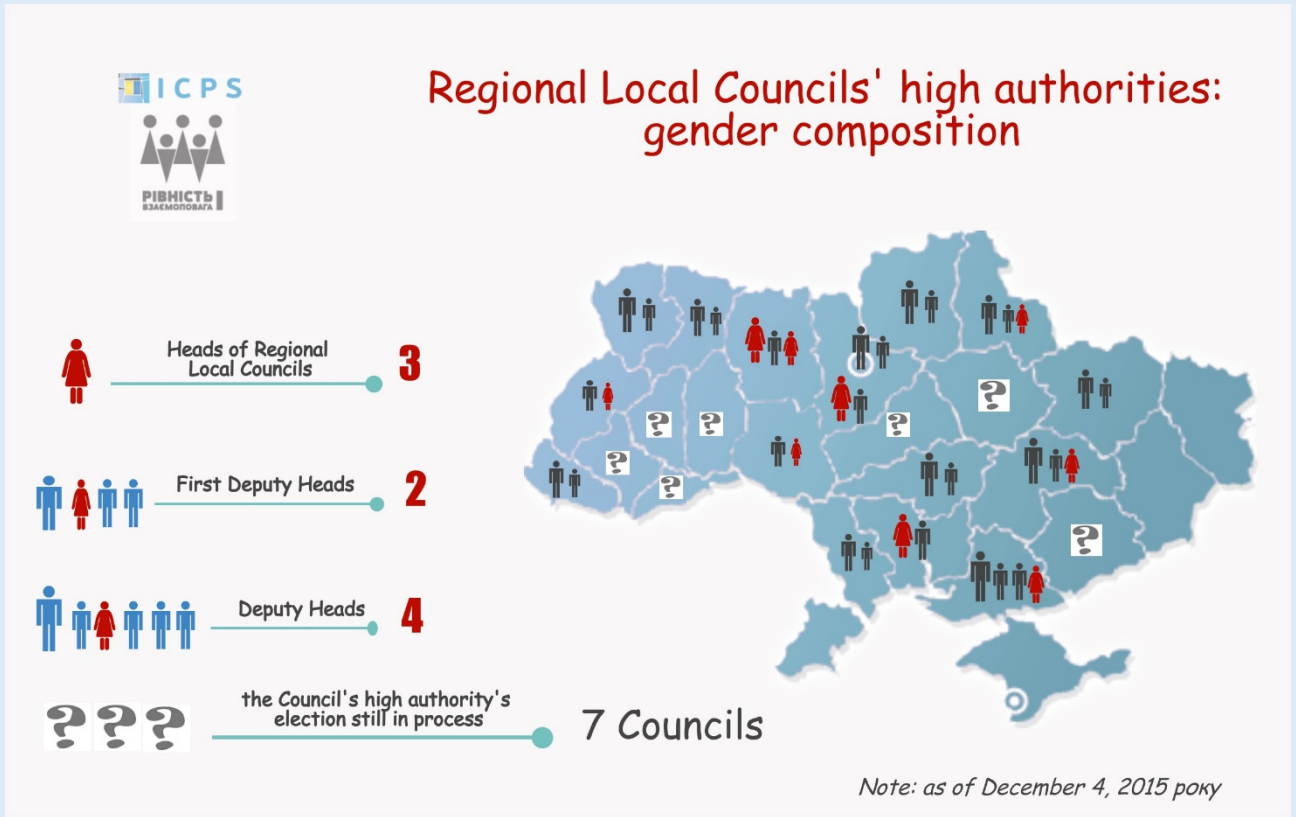 ICPS
РІВНІСТЬ І
ВЗАЄМОПОВАГА
Regional Local Councils' high authorities:
gender composition
Heads of Regional
Local Councils
3
First Deputy Heads
2
Deputy Heads
4
the Council's high authority's
election still in process
7 Councils
? ? ?
?
?
?
?
?
?
?
Note: as of December 4, 2015 року